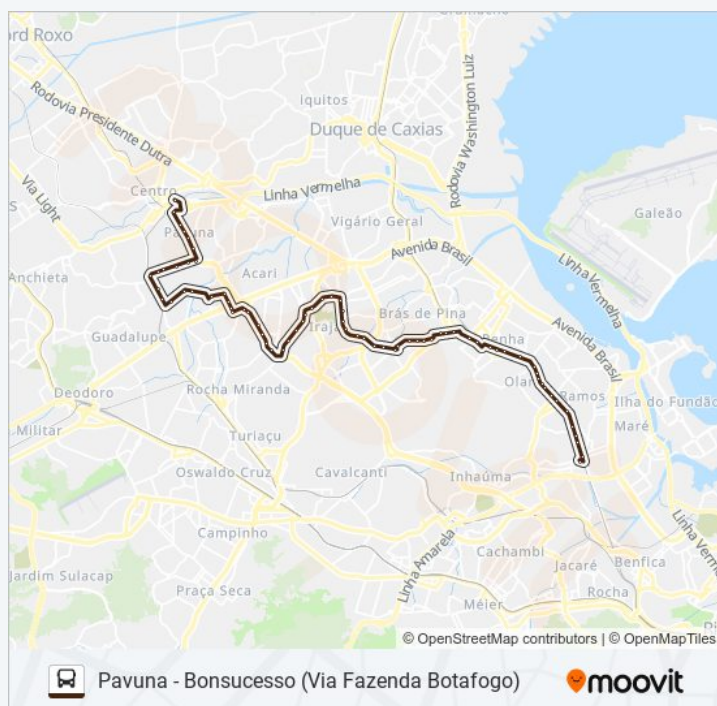 ord Roxo
Gramacho
Rodovia Washington Luiz
Iquitos
Rodovia Presidente Dutra
Duque de Caxias
Via Light
Centro
Linha Vermelha
Galeão
Pavuna
Vigário Geral
Avenida Brasil
Anchieta
Acari
Linha Vermelha
Brás de Pina
Guadalupe
Irajá
Penha
Avenida Brasil
Deodoro
Rocha Miranda
Olaria
Ramos
Ilha do Fundão
Militar
Turiaçu
Maré
Oswaldo Cruz
Cavalcanti
Inhaúma
Campinho
Linha Amarela
Cachambi
Linha Verme
Benfica
Jardim Sulacap
Praça Seca
Jacaré
Rocha
Méier
© OpenStreetMap contributors | © OpenMapTiles
Pavuna - Bonsucesso (Via Fazenda Botafogo)
moovit